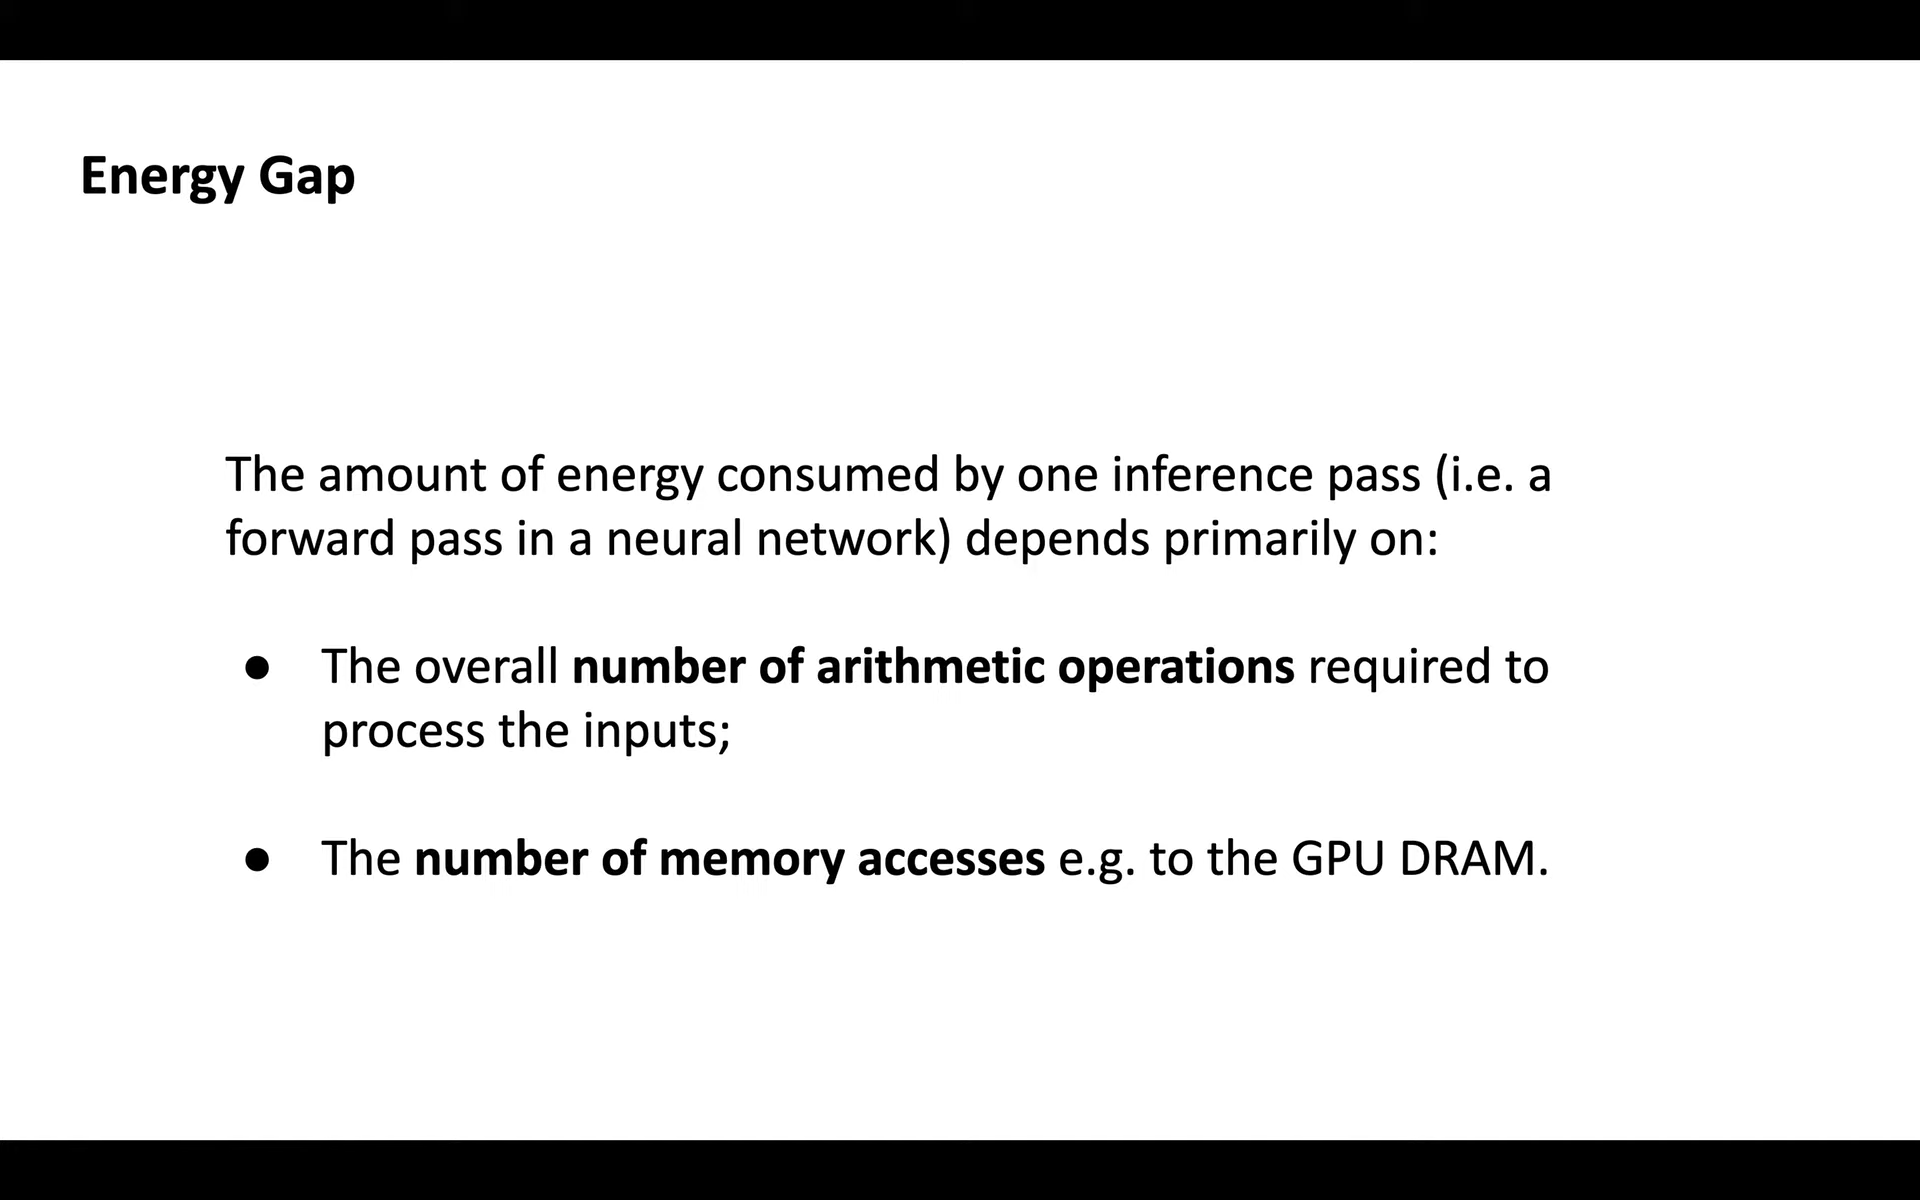 Energy Gap
The amount of energy consumed by one inference pass (i.e. a
forward pass in a neural network) depends primarily on:
● The overall number of arithmetic operations required to
process the inputs;
● The number of memory accesses e.g. to the GPU DRAM.